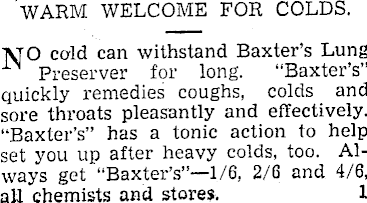 WARM WELCOME FOR COLDS.
NO cold can withstand Baxter's Lung
Preserver for long. "Baxter's"
quickly remedies coughs, colds and
sore throats pleasantly and effectively.
"Baxter's" has a tonic action to help
set you up after heavy colds, too. Al-
ways get "Baxter's"—1/6, 2/6 and 4/6,
all chemists and stores. 1